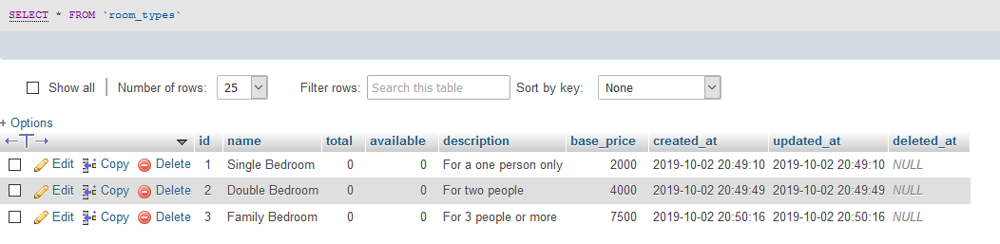 SELECT * FROM `room_types`
Show all Number of rows: 25 Filter rows: Search this table Sort by key: None
+ Options
←T→ id name total available description base_price created_at updated_at deleted_at
Edit Copy Delete 1 Single Bedroom 0 0 For a one person only 2000 2019-10-02 20:49:10 2019-10-02 20:49:10 NULL
Edit Copy Delete 2 Double Bedroom 0 0 For two people 4000 2019-10-02 20:49:49 2019-10-02 20:49:49 NULL
Edit Copy Delete 3 Family Bedroom 0 0 For 3 people or more 7500 2019-10-02 20:50:16 2019-10-02 20:50:16 NULL